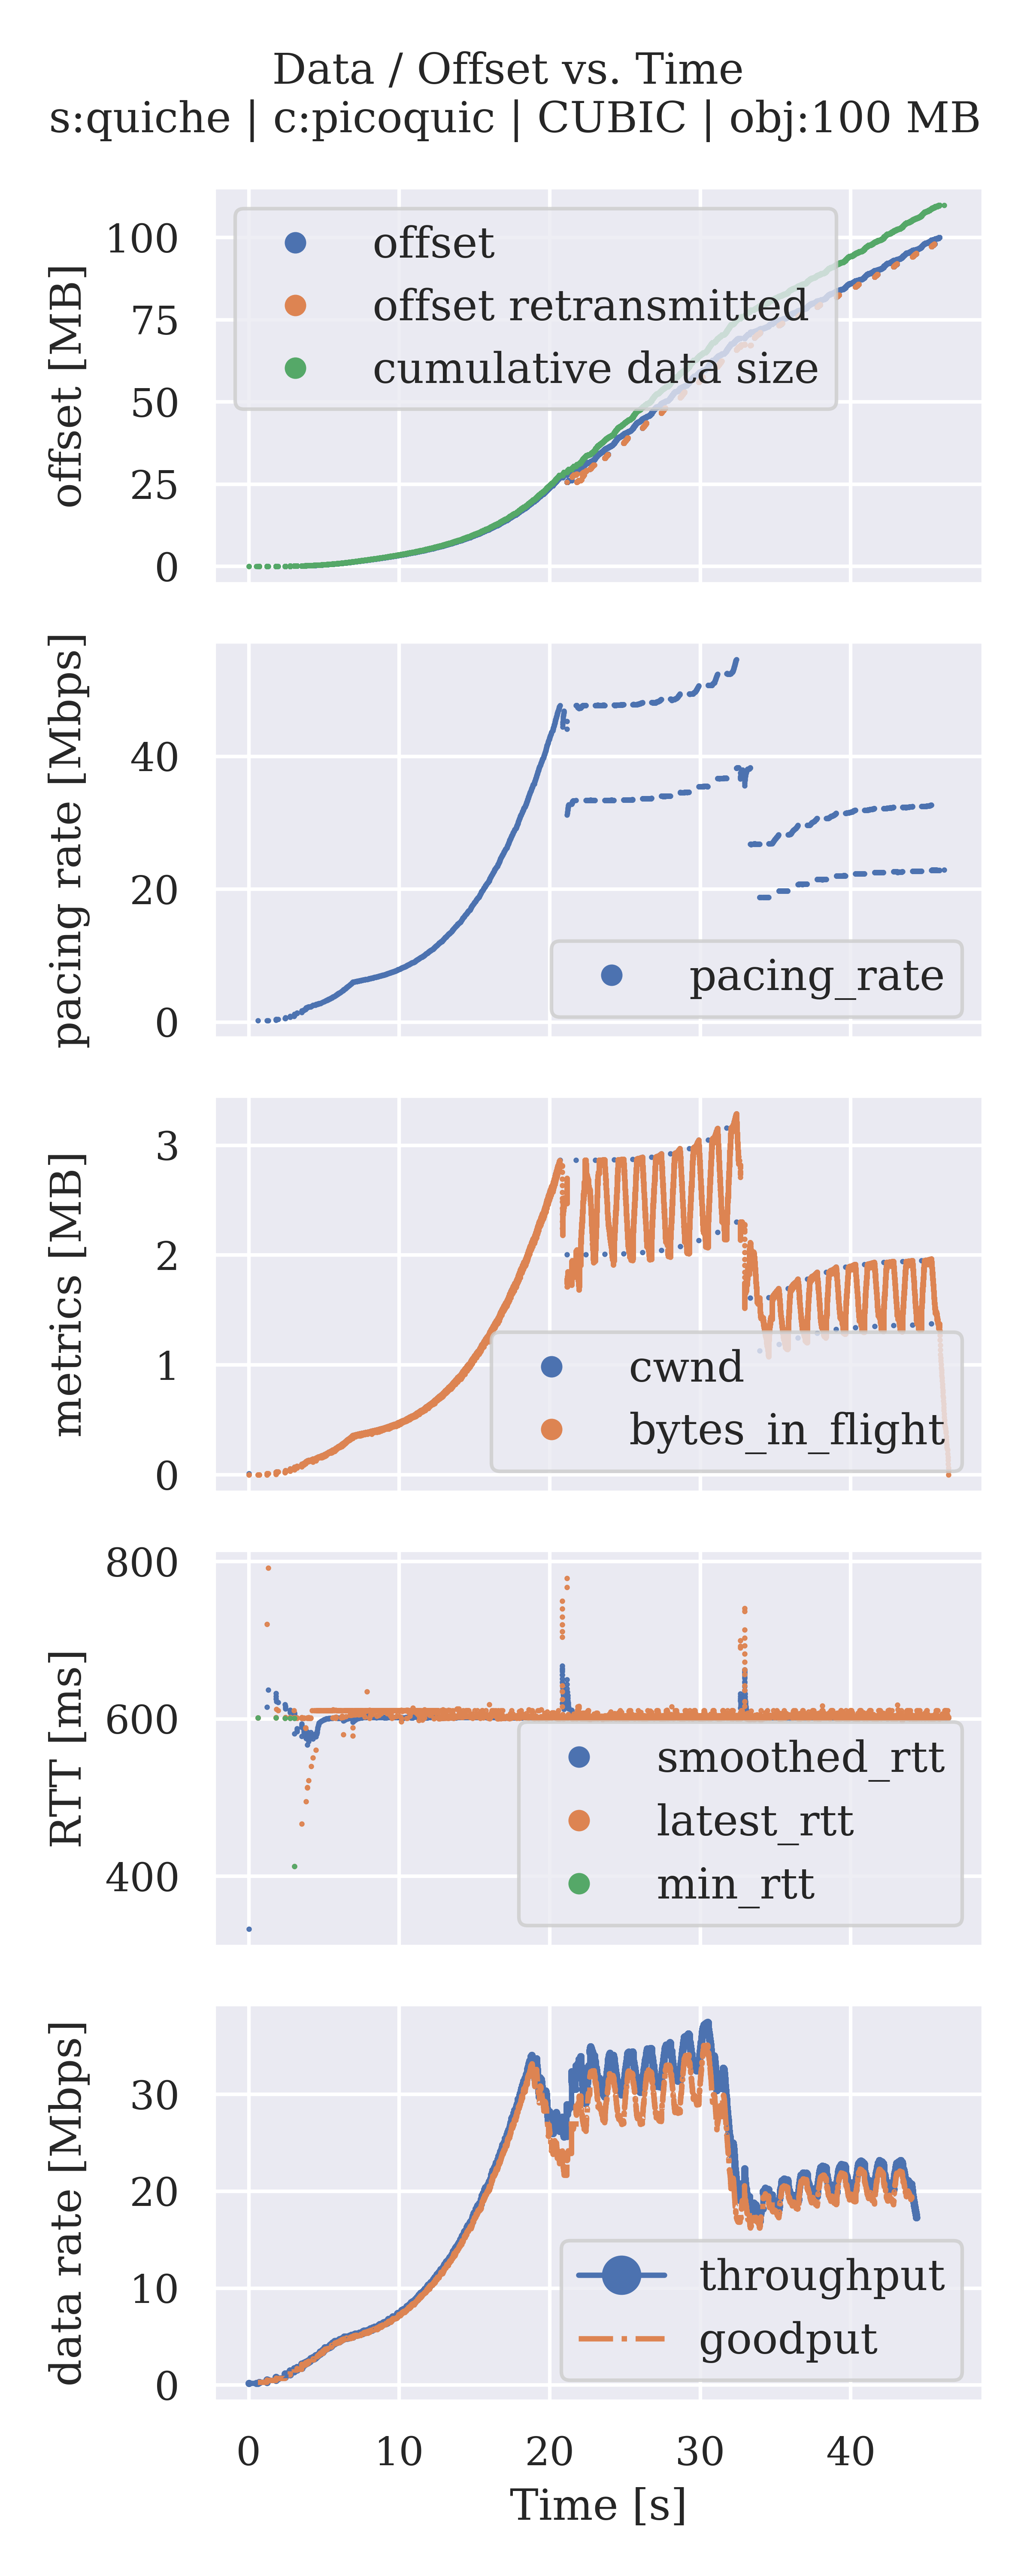 Data / Offset vs. Time
s:quiche | c:picoquic | CUBIC | obj:100 MB
offset [MB]
100
75
50
25
0
offset
offset retransmitted
cumulative data size
pacing rate [Mbps]
40
20
0
pacing_rate
metrics [MB]
3
2
1
0
cwnd
bytes_in_flight
RTT [ms]
800
600
400
smoothed_rtt
latest_rtt
min_rtt
data rate [Mbps]
30
20
10
0
throughput
goodput
0 10 20 30 40
Time [s]